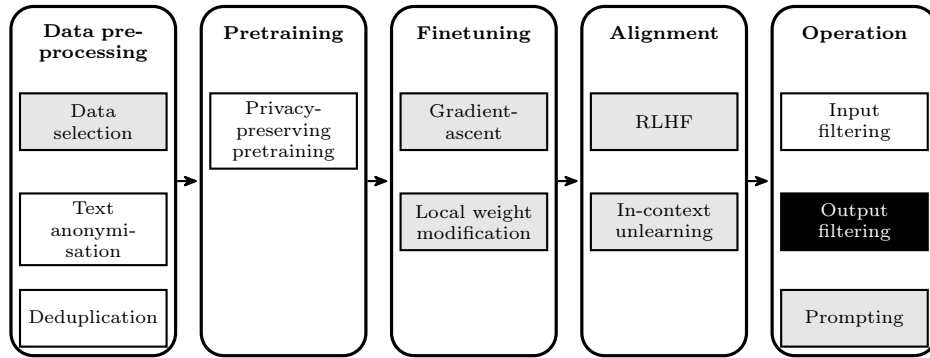 Data pre-
processing
Data
selection
Text
anonymi-
sation
Deduplication
Pretraining
Privacy-
preserving
pretraining
Finetuning
Gradient-
ascent
Local weight
modification
Alignment
RLHF
In-context
unlearning
Operation
Input
filtering
Output
filtering
Prompting